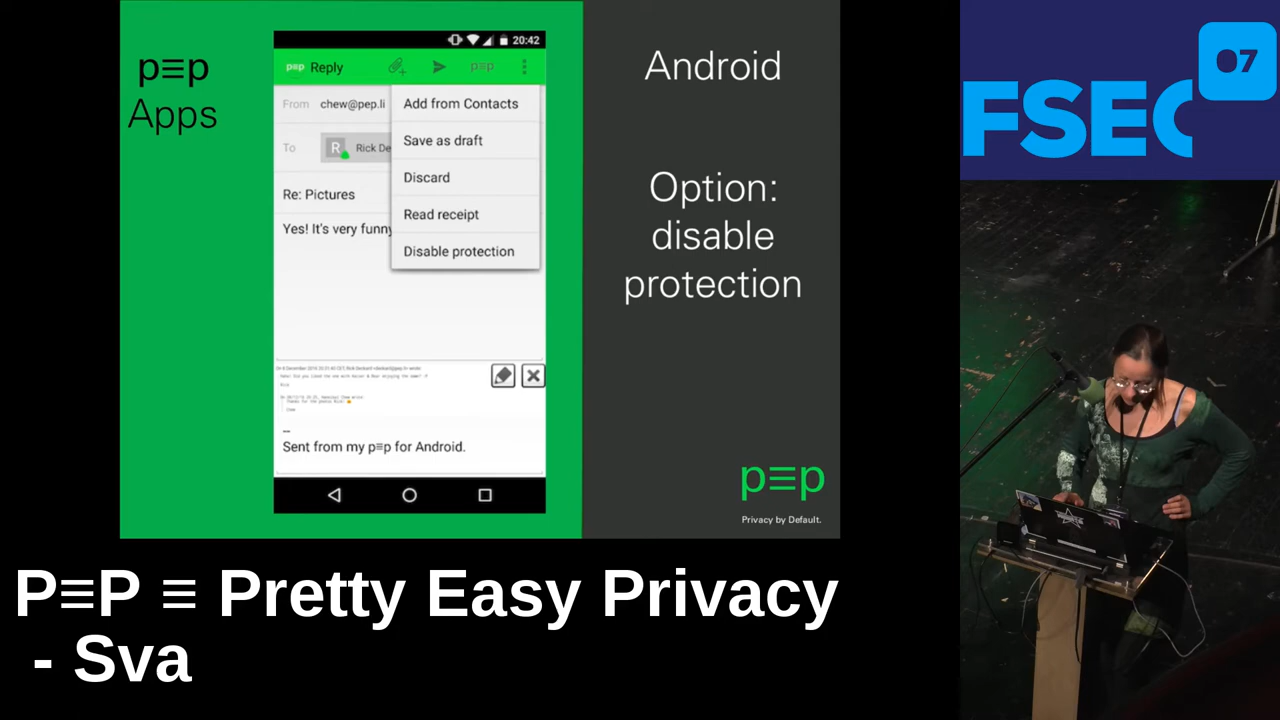 p≡p
Apps
20:42
p≡p Reply p≡p
From chew@pep.li
To R Rick De
Re: Pictures
Yes! It's very funny
Add from Contacts
Save as draft
Discard
Read receipt
Disable protection
--
Sent from my p≡p for Android.
Android
Option:
disable
protection
p≡p
Privacy by Default.
FSEC 07
P≡P ≡ Pretty Easy Privacy
- Sva